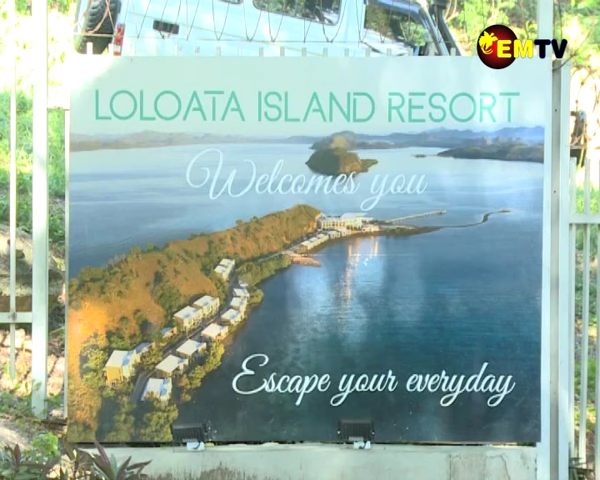 EMTV
LOLOATA ISLAND RESORT
Welcomes you
Escape your everyday